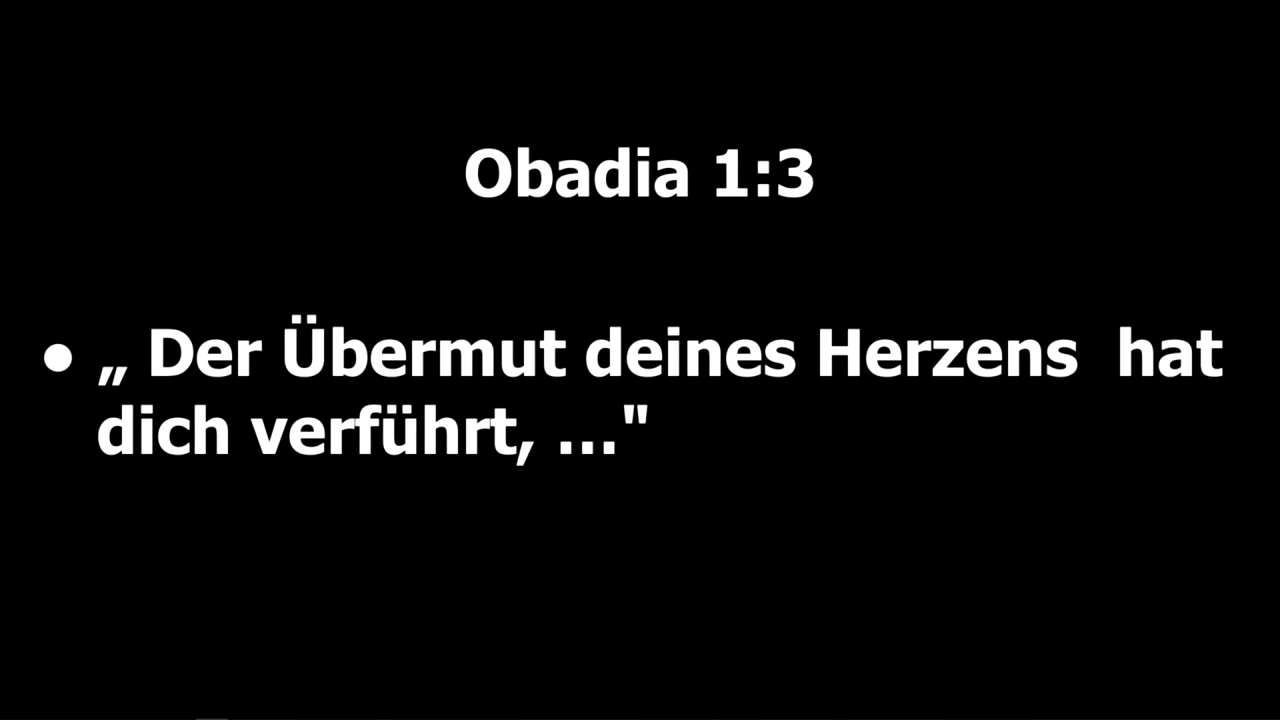 Obadia 1:3
● „ Der Übermut deines Herzens  hat
dich verführt, ..."